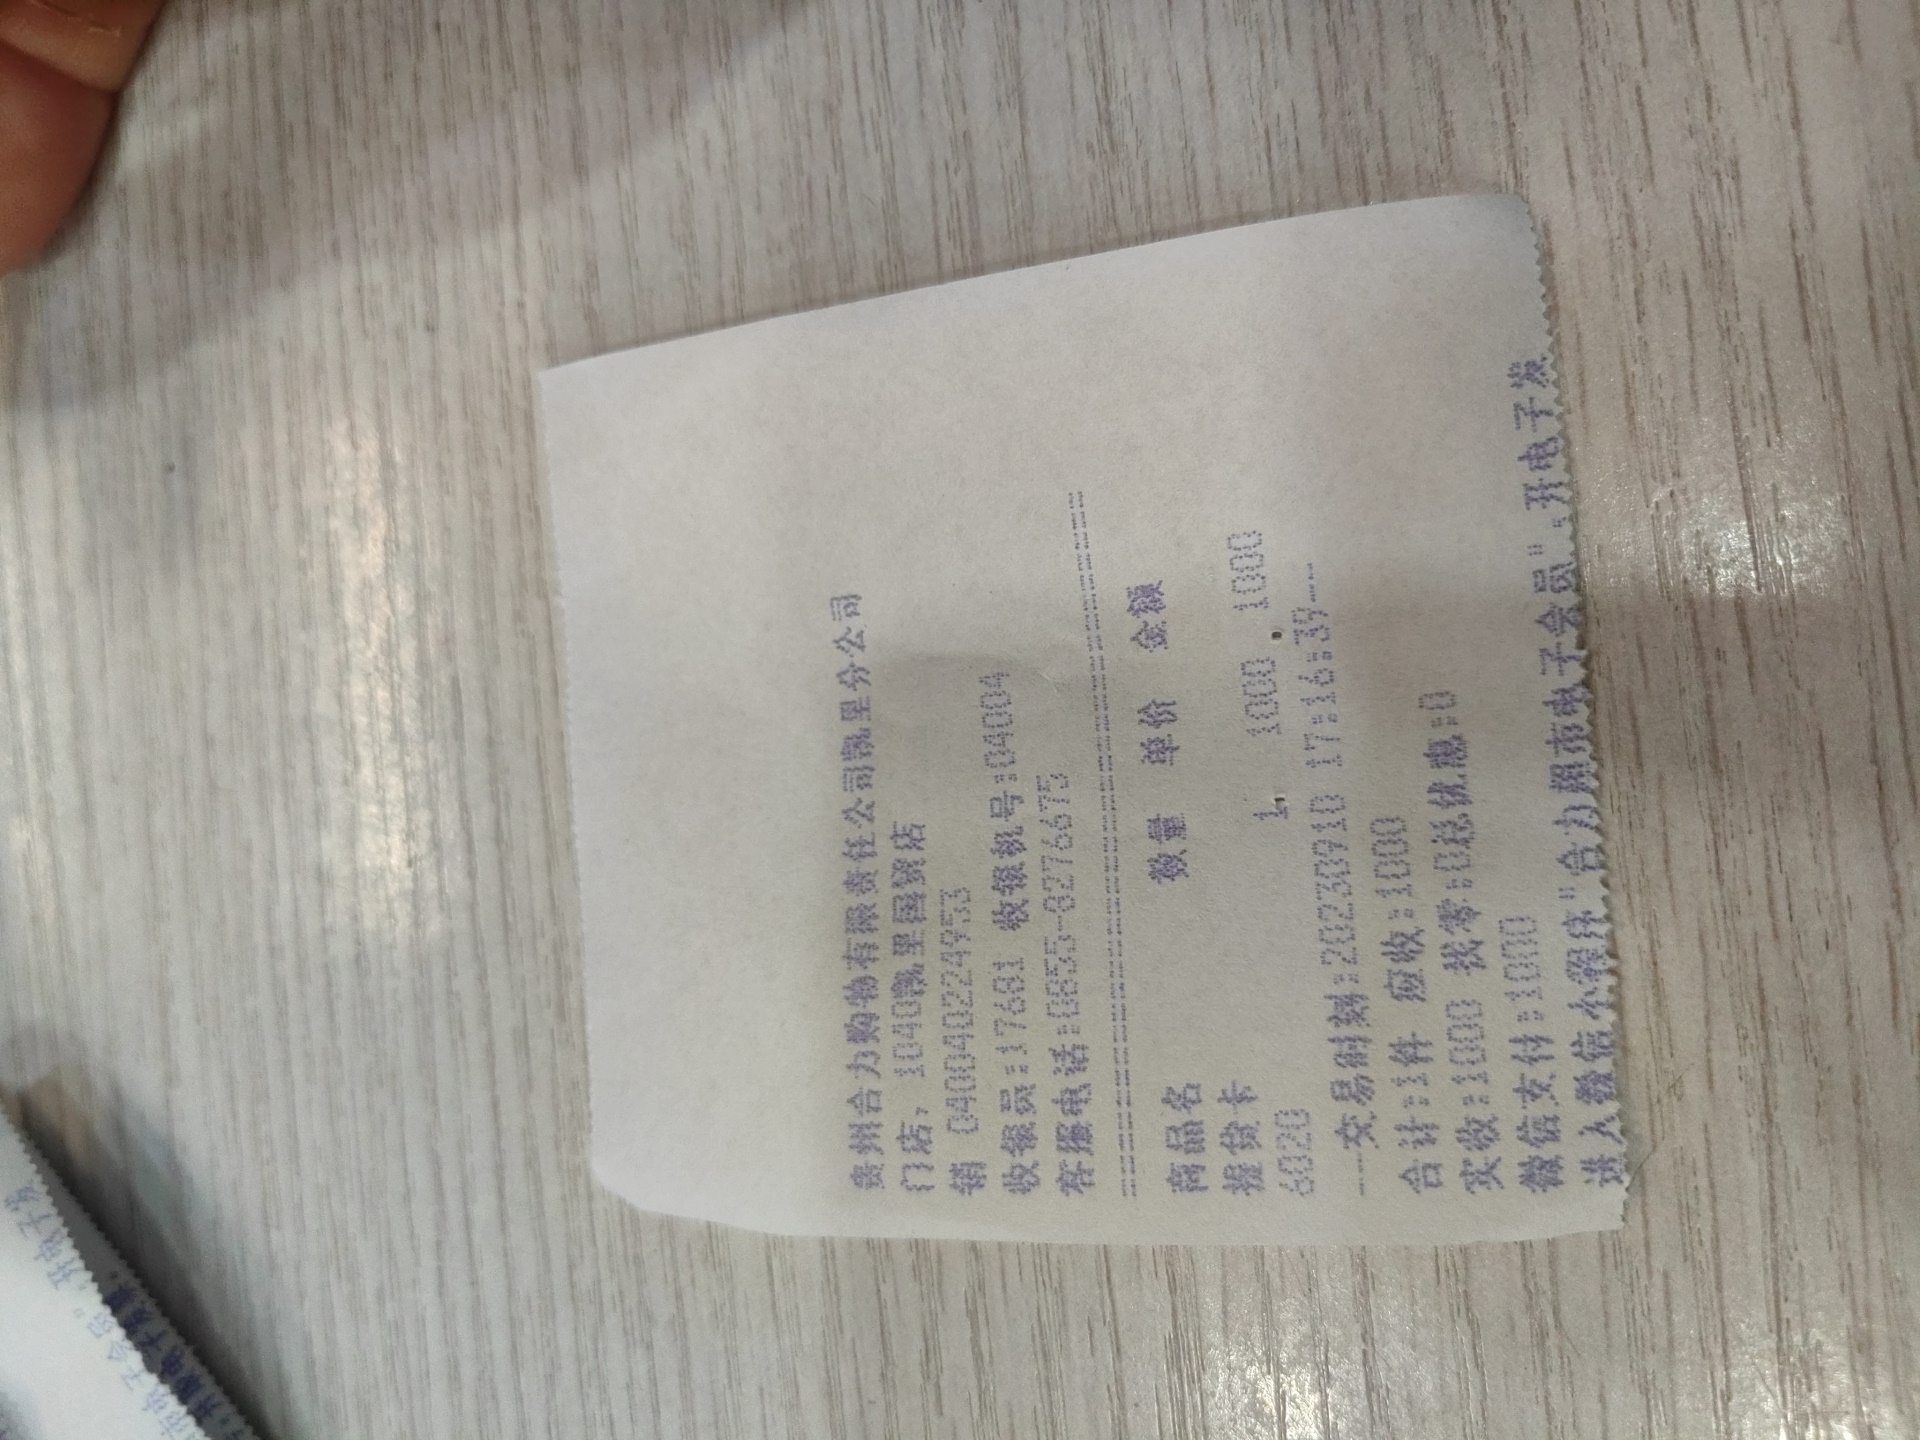 贵州合力购物有限责任公司凯里分公司
门店: 1040凯里国贸店
销 040040224953
收银员:17681 收银机号:04004
客服电话:0855-8276675
================================
商品名 数量 单价 金额
提货卡
6020 1. 1000 1000
---交易时刻:20230910 17:16:39---
合计:1件 应收:1000
实收:1000 找零:0总优惠:0
微信支付:1000
进入微信小程序"合力超市电子会员",开电子发